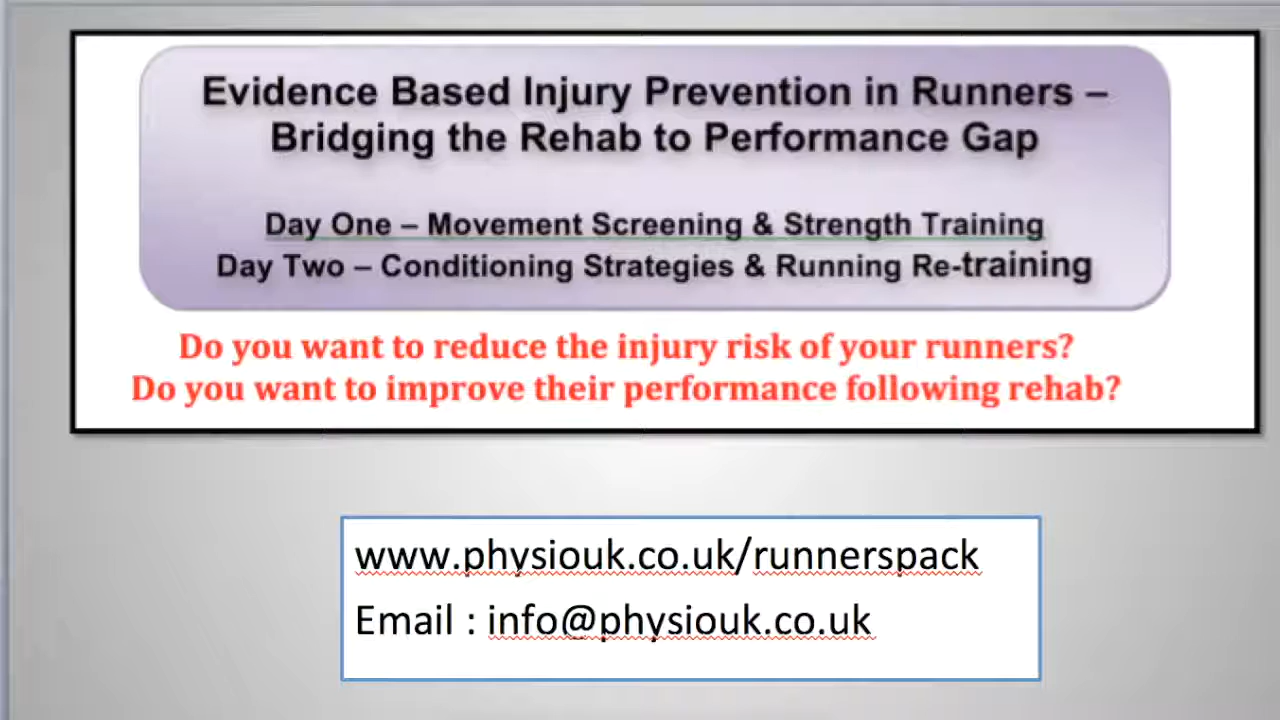 Evidence Based Injury Prevention in Runners –
Bridging the Rehab to Performance Gap
Day One – Movement Screening & Strength Training
Day Two – Conditioning Strategies & Running Re-training
Do you want to reduce the injury risk of your runners?
Do you want to improve their performance following rehab?
www.physiouk.co.uk/runnerspack
Email : info@physiouk.co.uk